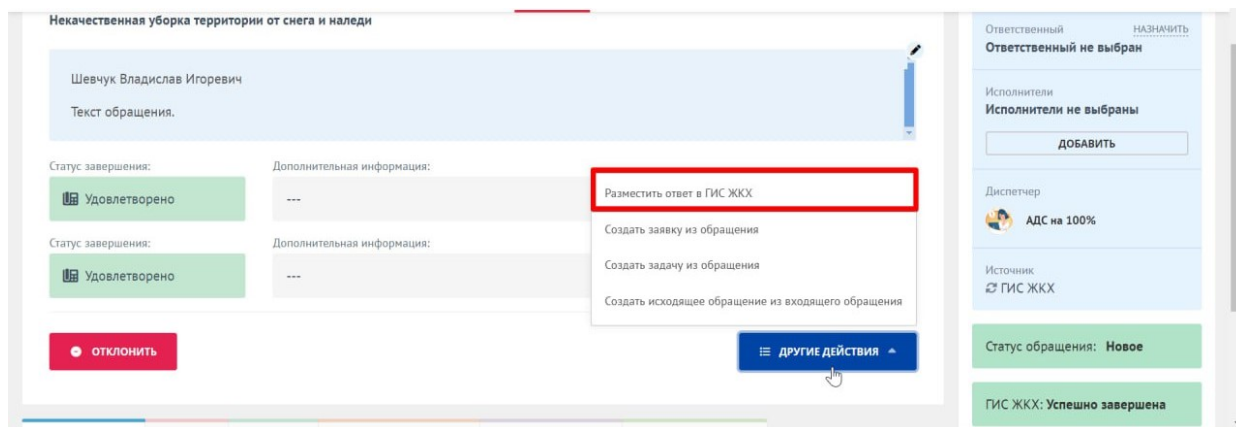 Некачественная уборка территории от снега и наледи
Шевчук Владислав Игоревич
Текст обращения.
Статус завершения:
Дополнительная информация:
Удовлетворено
---
Статус завершения:
Дополнительная информация:
Удовлетворено
---
Разместить ответ в ГИС ЖКХ
Создать заявку из обращения
Создать задачу из обращения
Создать исходящее обращение из входящего обращения
ОТКЛОНИТЬ
ДРУГИЕ ДЕЙСТВИЯ
Ответственный
НАЗНАЧИТЬ
Ответственный не выбран
Исполнители
Исполнители не выбраны
ДОБАВИТЬ
Диспетчер
АДС на 100%
Источник
ГИС ЖКХ
Статус обращения: Новое
ГИС ЖКХ: Успешно завершена